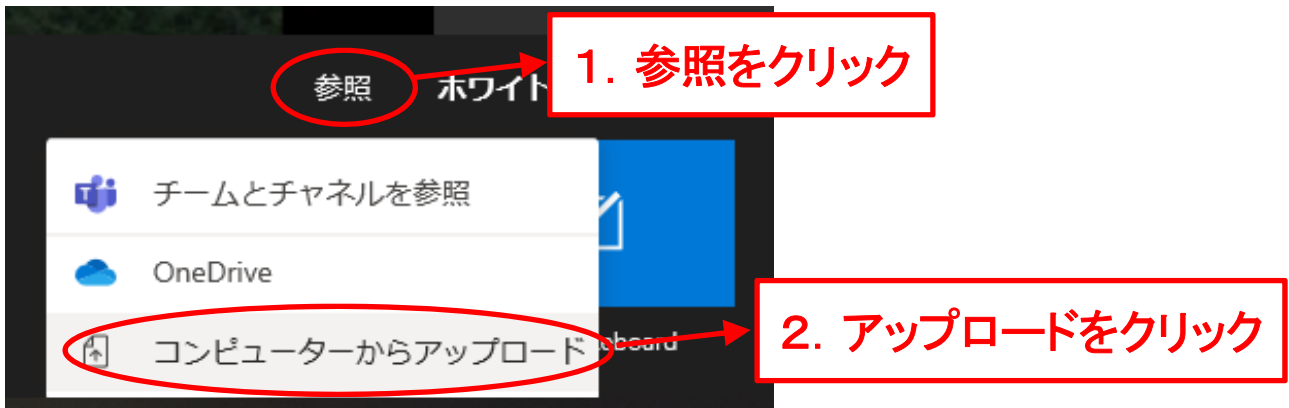 参照
ホワイト
1. 参照をクリック
チームとチャネルを参照
OneDrive
コンピューターからアップロード
2. アップロードをクリック